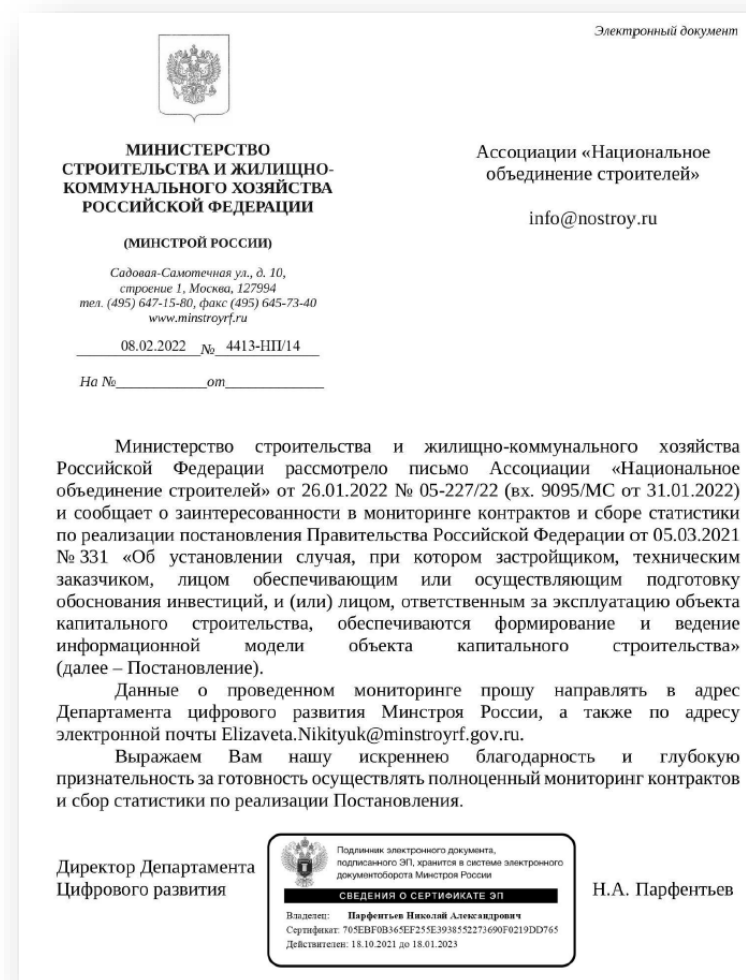 Электронный документ
МИНИСТЕРСТВО
СТРОИТЕЛЬСТВА И ЖИЛИЩНО-
КОММУНАЛЬНОГО ХОЗЯЙСТВА
РОССИЙСКОЙ ФЕДЕРАЦИИ
(МИНСТРОЙ РОССИИ)
Садовая-Самотечная ул., д. 10,
строение 1, Москва, 127994
тел. (495) 647-15-80, факс (495) 645-73-40
www.minstroyrf.ru
08.02.2022 № 4413-НП/14
На № от
Ассоциации «Национальное
объединение строителей»
info@nostroy.ru
Министерство строительства и жилищно-коммунального хозяйства
Российской Федерации рассмотрело письмо Ассоциации «Национальное
объединение строителей» от 26.01.2022 № 05-227/22 (вх. 9095/МС от 31.01.2022)
и сообщает о заинтересованности в мониторинге контрактов и сборе статистики
по реализации постановления Правительства Российской Федерации от 05.03.2021
№ 331 «Об установлении случая, при котором застройщиком, техническим
заказчиком, лицом обеспечивающим или осуществляющим подготовку
обоснования инвестиций, и (или) лицом, ответственным за эксплуатацию объекта
капитального строительства, обеспечиваются формирование и ведение
информационной модели объекта капитального строительства»
(далее – Постановление).
Данные о проведенном мониторинге прошу направлять в адрес
Департамента цифрового развития Минстроя России, а также по адресу
электронной почты Elizaveta.Nikityuk@minstroyrf.gov.ru.
Выражаем Вам нашу искреннею благодарность и глубокую
признательность за готовность осуществлять полноценный мониторинг контрактов
и сбор статистики по реализации Постановления.
Директор Департамента
Цифрового развития
Подлинник электронного документа,
подписанного ЭП, хранится в системе электронного
документоборота Минстроя России
СВЕДЕНИЯ О СЕРТИФИКАТЕ ЭП
Владелец: Парфентьев Николай Александрович
Сертификат: 705EBF0B365EF255E3938552273690F0219DD765
Действителен: 18.10.2021 до 18.01.2023
Н.А. Парфентьев